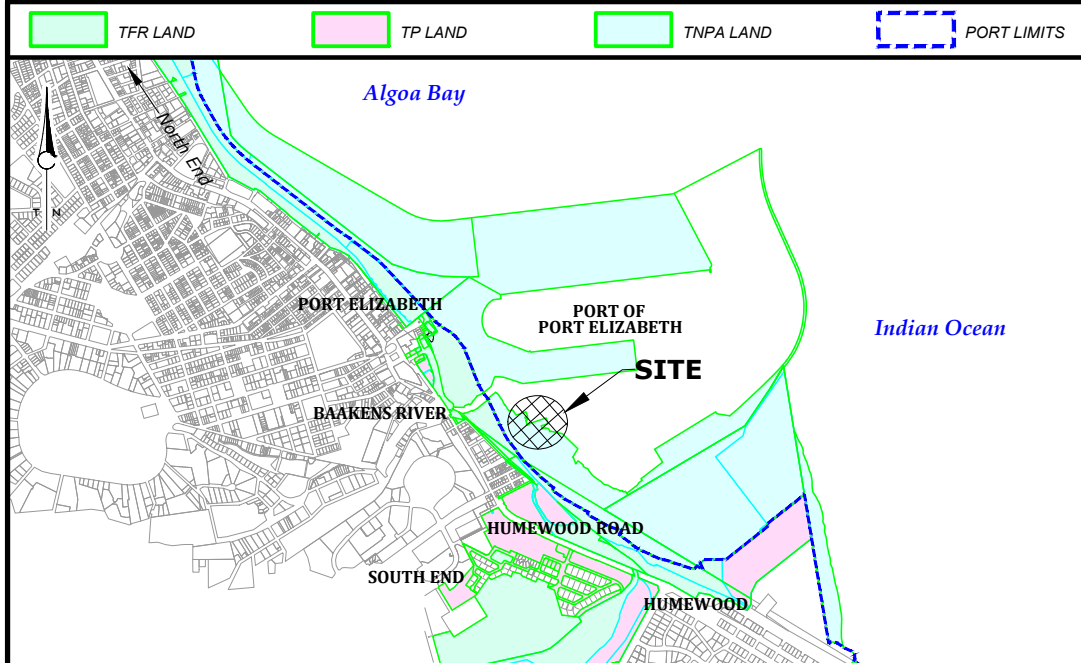 TFR LAND
TP LAND
TNPA LAND
PORT LIMITS
Algoa Bay
North End
T N
PORT ELIZABETH
PORT OF
PORT ELIZABETH
Indian Ocean
SITE
BAAKENS RIVER
HUMEWOOD ROAD
SOUTH END
HUMEWOOD